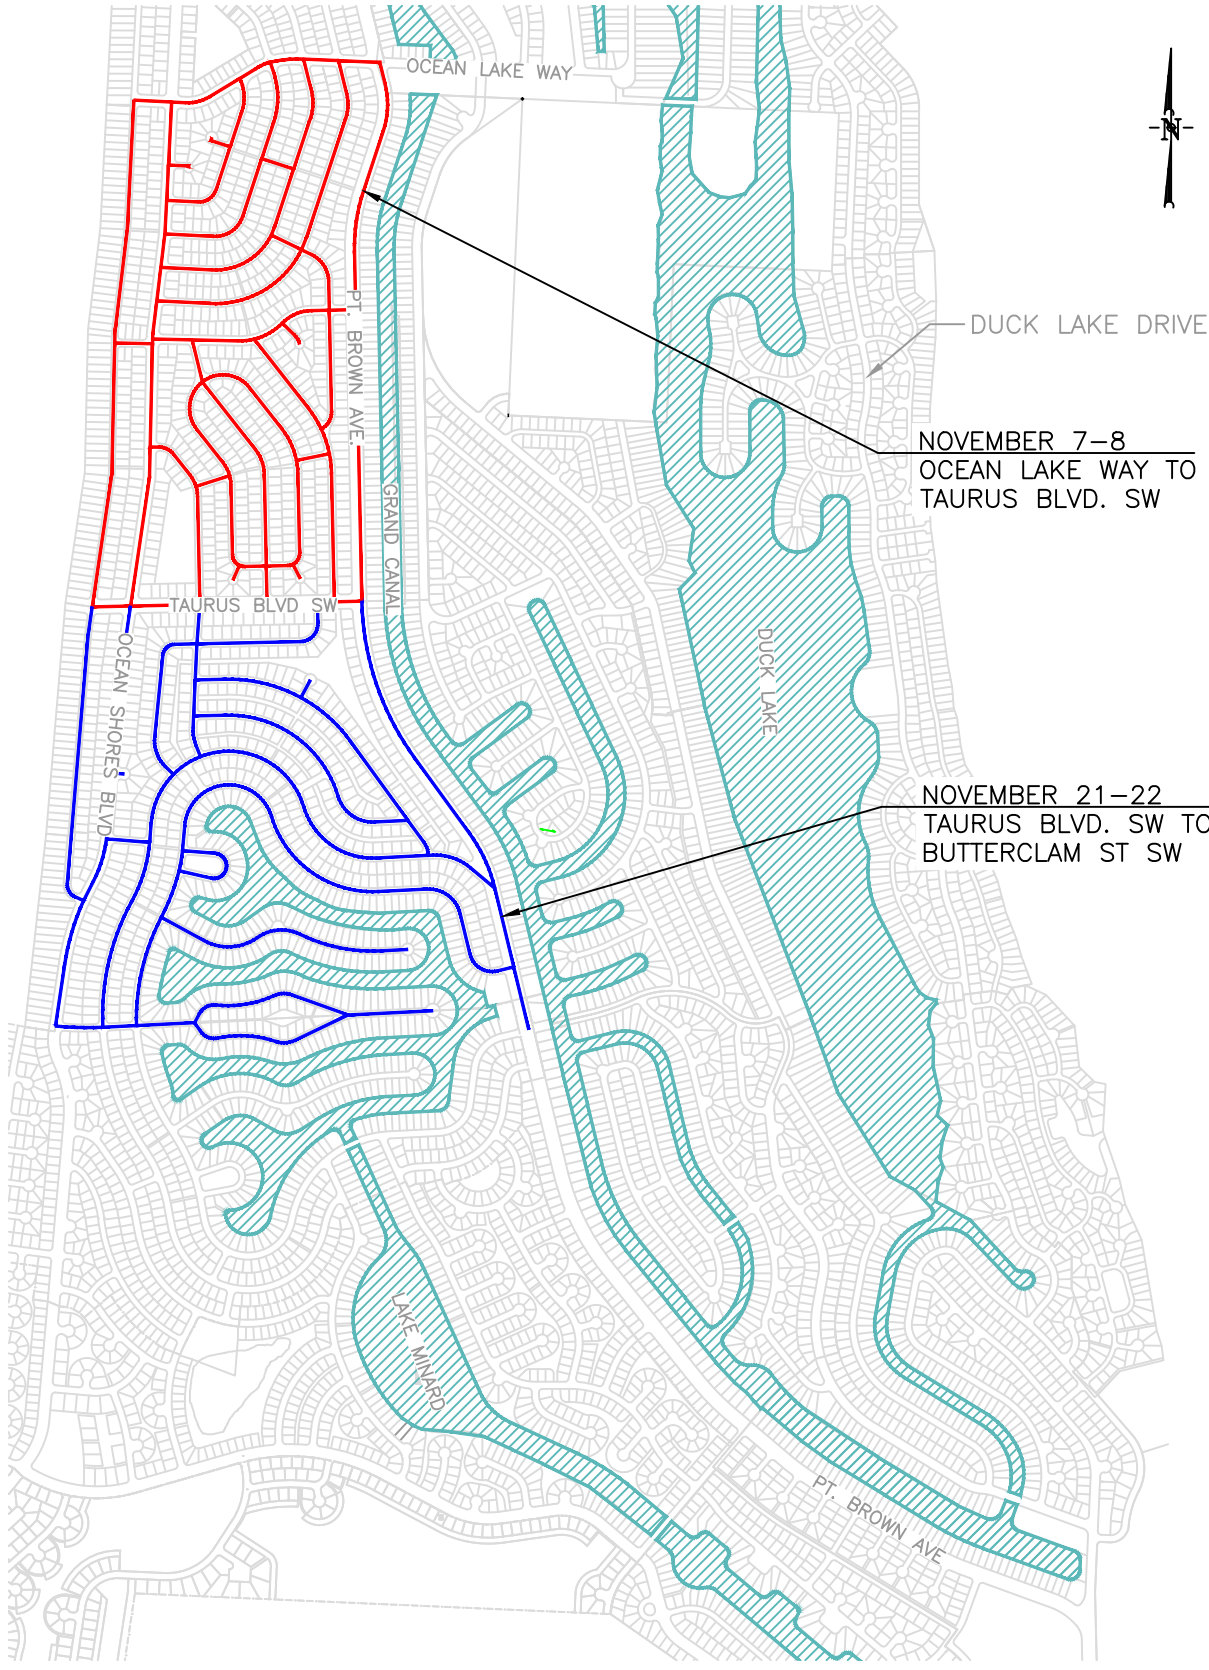 OCEAN LAKE WAY
N
DUCK LAKE DRIVE
PT. BROWN AVE.
NOVEMBER 7-8
OCEAN LAKE WAY TO
TAURUS BLVD. SW
GRAND CANAL
TAURUS BLVD SW
OCEAN SHORES BLVD
DUCK LAKE
NOVEMBER 21-22
TAURUS BLVD. SW TO
BUTTERCLAM ST SW
LAKE MINARD
PT. BROWN AVE